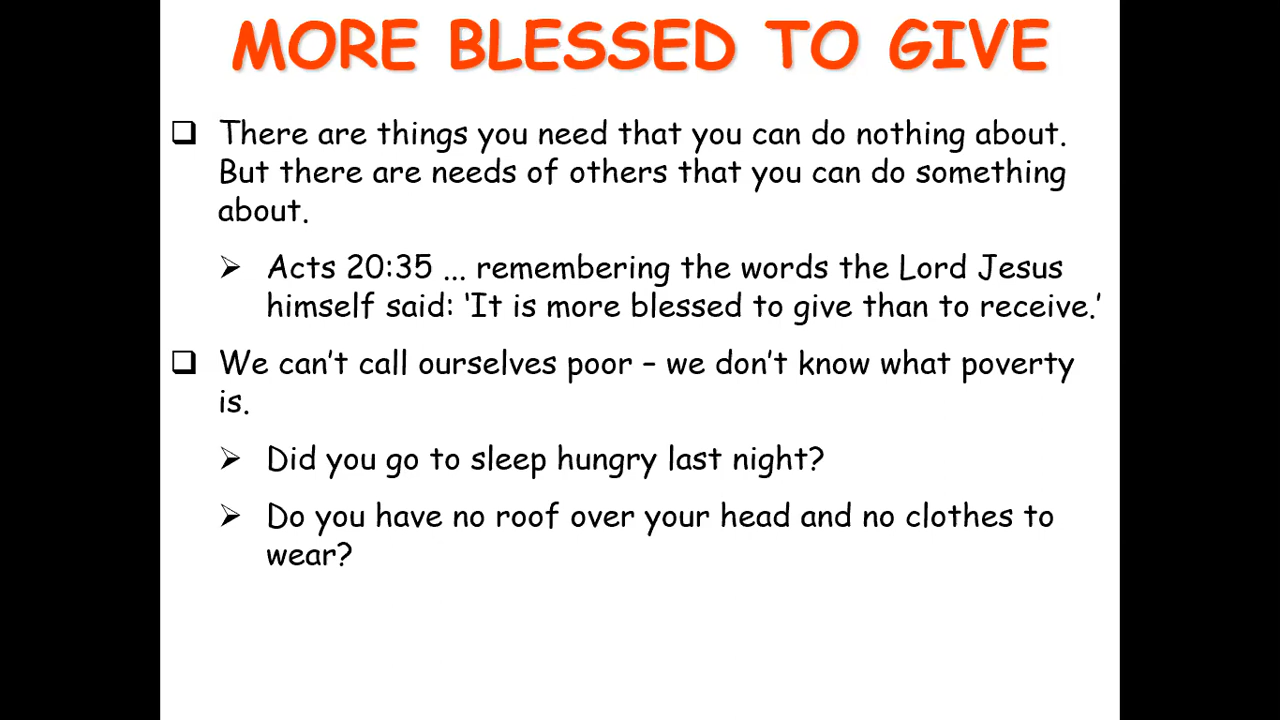 MORE BLESSED TO GIVE
❑ There are things you need that you can do nothing about.
But there are needs of others that you can do something
about.
➢ Acts 20:35 ... remembering the words the Lord Jesus
himself said: ‘It is more blessed to give than to receive.’
❑ We can’t call ourselves poor – we don’t know what poverty
is.
➢ Did you go to sleep hungry last night?
➢ Do you have no roof over your head and no clothes to
wear?